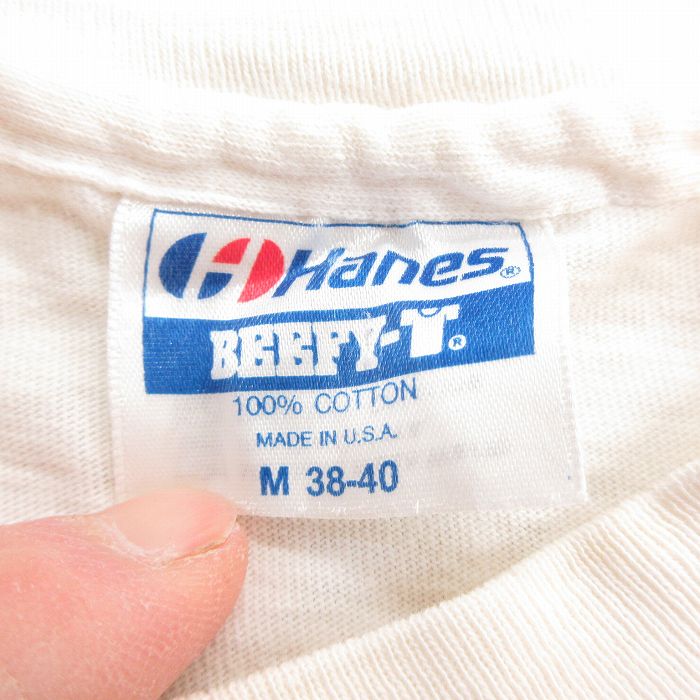 Hanes®
BEEFY-T®
100% COTTON
MADE IN U.S.A.
M 38-40